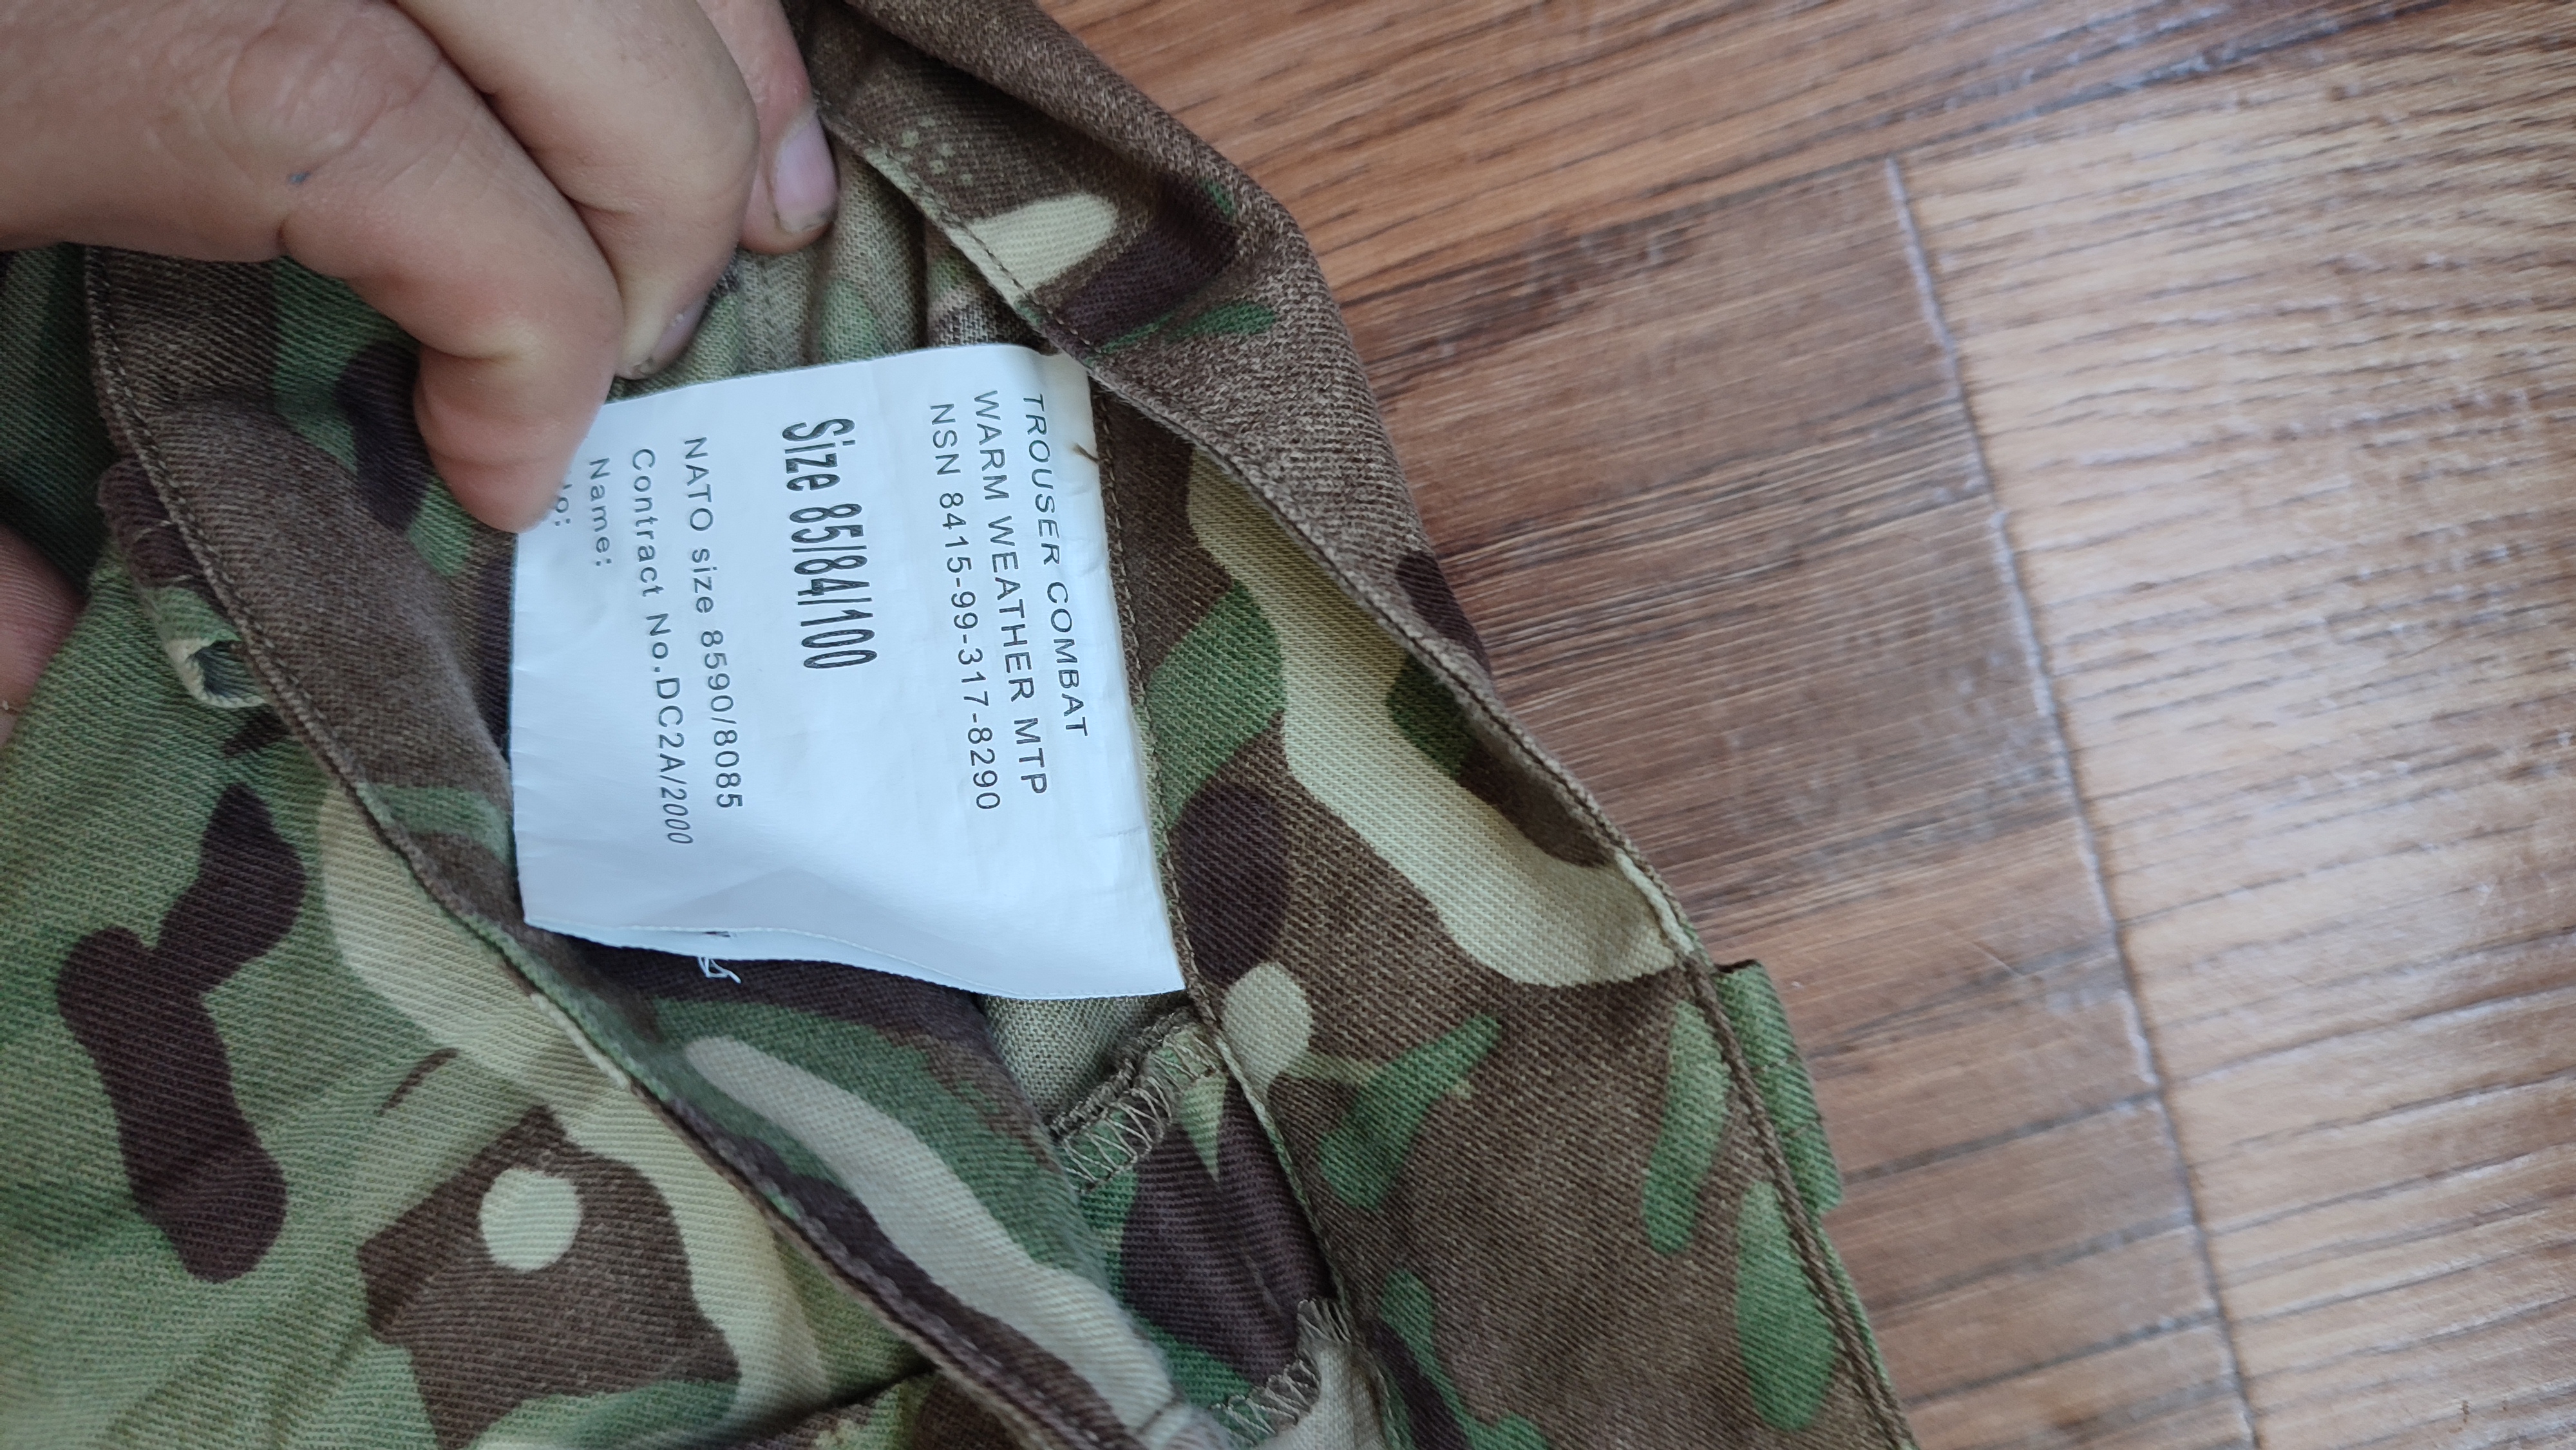 TROUSER COMBAT
WARM WEATHER MTP
NSN 8415-99-317-8290
Size 85/84/100
NATO size 8590/8085
Contract No.DC2A/2000
Name: